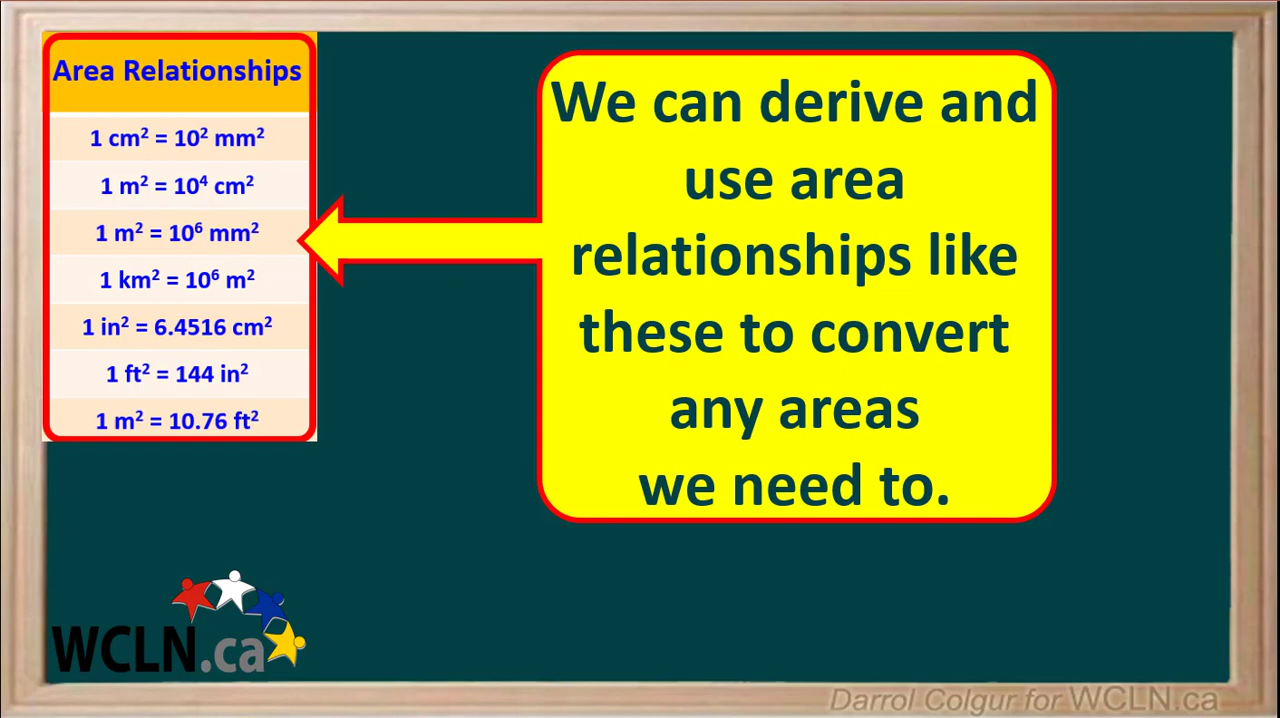 Area Relationships
1 cm² = 10² mm²
1 m² = 10⁴ cm²
1 m² = 10⁶ mm²
1 km² = 10⁶ m²
1 in² = 6.4516 cm²
1 ft² = 144 in²
1 m² = 10.76 ft²
We can derive and
use area
relationships like
these to convert
any areas
we need to.
WCLN.ca
Darrol Colgur for WCLN.ca